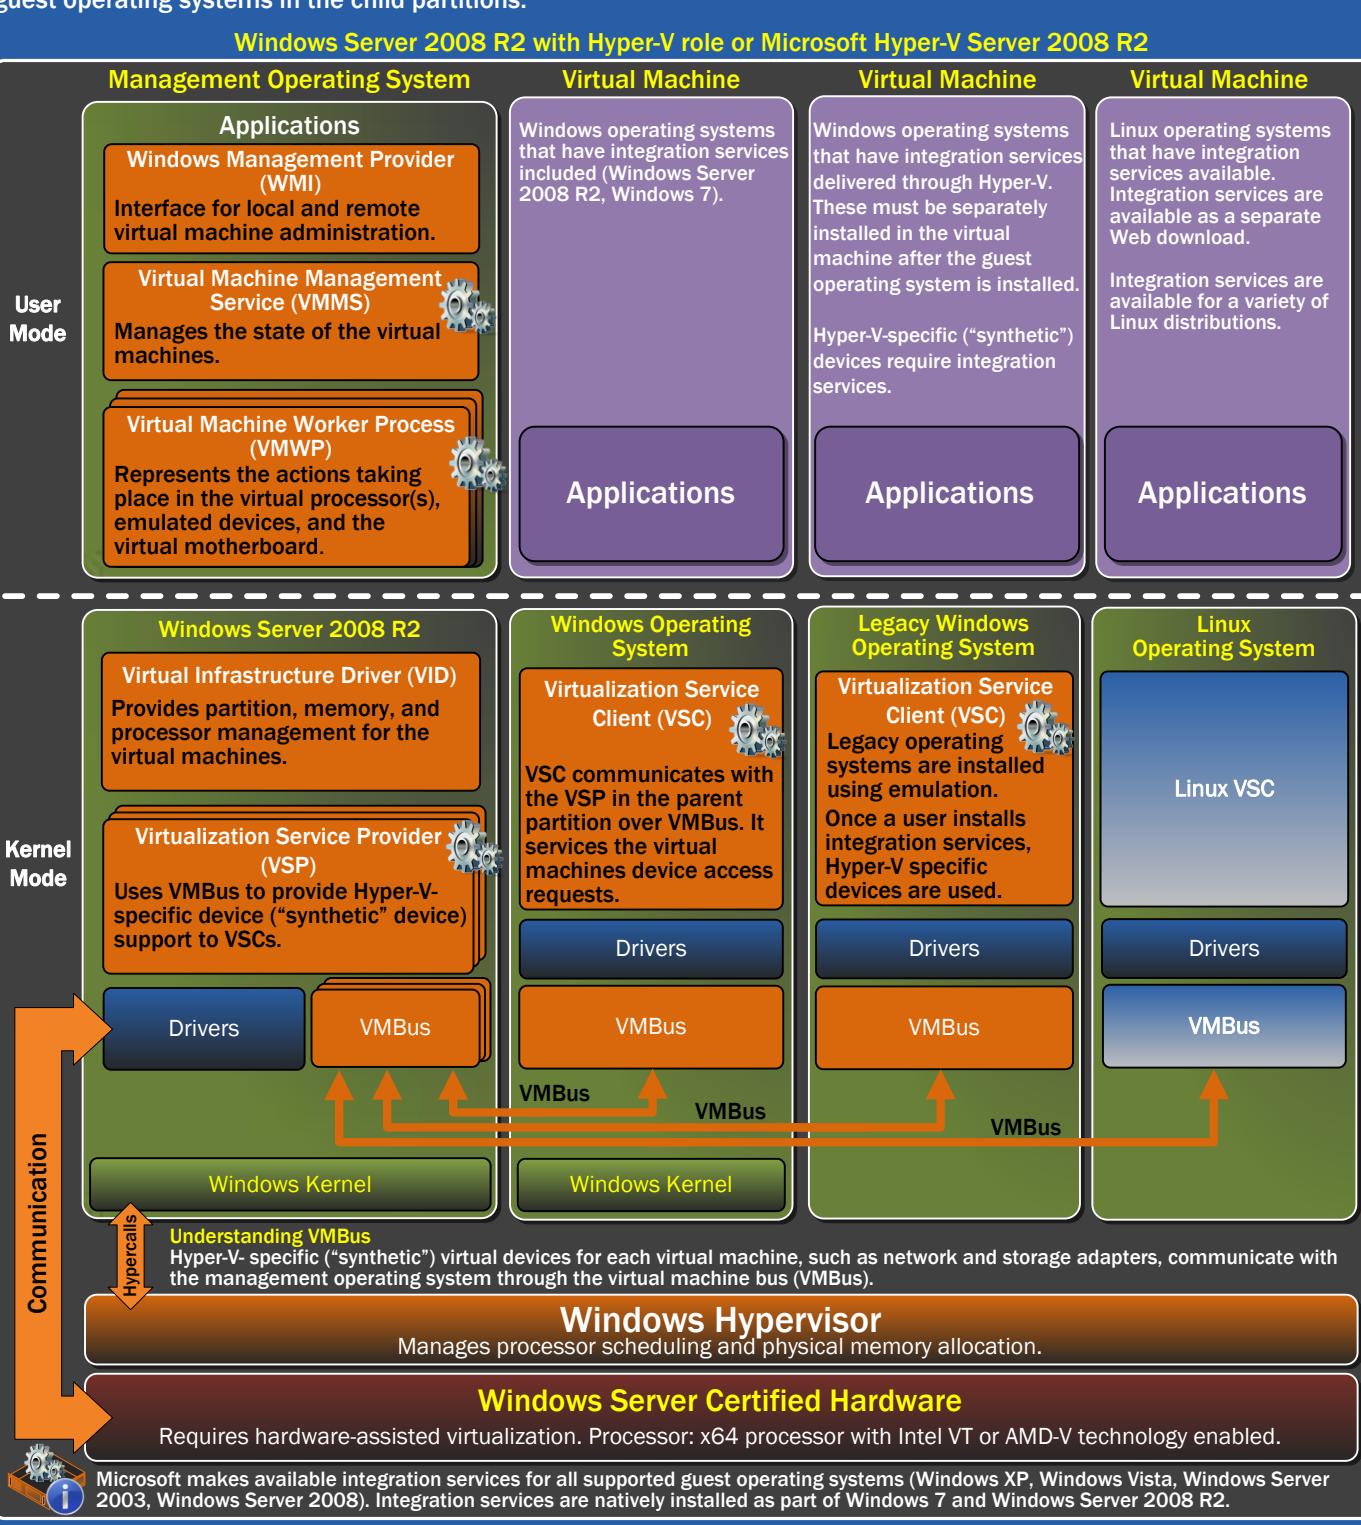 guest operating systems in the child partitions.
Windows Server 2008 R2 with Hyper-V role or Microsoft Hyper-V Server 2008 R2
Management Operating System
Virtual Machine
Virtual Machine
Virtual Machine
User
Mode
Applications
Windows Management Provider
(WMI)
Interface for local and remote
virtual machine administration.
Virtual Machine Management
Service (VMMS)
Manages the state of the virtual
machines.
Virtual Machine Worker Process
(VMWP)
Represents the actions taking
place in the virtual processor(s),
emulated devices, and the
virtual motherboard.
Windows operating systems
that have integration services
included (Windows Server
2008 R2, Windows 7).
Applications
Windows operating systems
that have integration services
delivered through Hyper-V.
These must be separately
installed in the virtual
machine after the guest
operating system is installed.
Hyper-V-specific (“synthetic”)
devices require integration
services.
Applications
Linux operating systems
that have integration
services available.
Integration services are
available as a separate
Web download.
Integration services are
available for a variety of
Linux distributions.
Applications
Kernel
Mode
Windows Server 2008 R2
Virtual Infrastructure Driver (VID)
Provides partition, memory, and
processor management for the
virtual machines.
Virtualization Service Provider
(VSP)
Uses VMBus to provide Hyper-V-
specific device (“synthetic” device)
support to VSCs.
Drivers
VMBus
Windows Kernel
Windows Operating
System
Virtualization Service
Client (VSC)
VSC communicates with
the VSP in the parent
partition over VMBus. It
services the virtual
machines device access
requests.
Drivers
VMBus
Windows Kernel
Legacy Windows
Operating System
Virtualization Service
Client (VSC)
Legacy operating
systems are installed
using emulation.
Once a user installs
integration services,
Hyper-V specific
devices are used.
Drivers
VMBus
Linux
Operating System
Linux VSC
Drivers
VMBus
VMBus
VMBus
VMBus
Communication
Hypercalls
Understanding VMBus
Hyper-V- specific (“synthetic”) virtual devices for each virtual machine, such as network and storage adapters, communicate with
the management operating system through the virtual machine bus (VMBus).
Windows Hypervisor
Manages processor scheduling and physical memory allocation.
Windows Server Certified Hardware
Requires hardware-assisted virtualization. Processor: x64 processor with Intel VT or AMD-V technology enabled.
Microsoft makes available integration services for all supported guest operating systems (Windows XP, Windows Vista, Windows Server
2003, Windows Server 2008). Integration services are natively installed as part of Windows 7 and Windows Server 2008 R2.